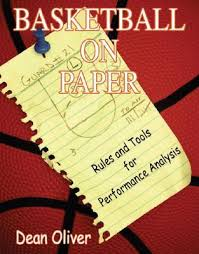 BASKETBALL
ON
PAPER
Rules and Tools
for
Performance Analysis
Dean Oliver